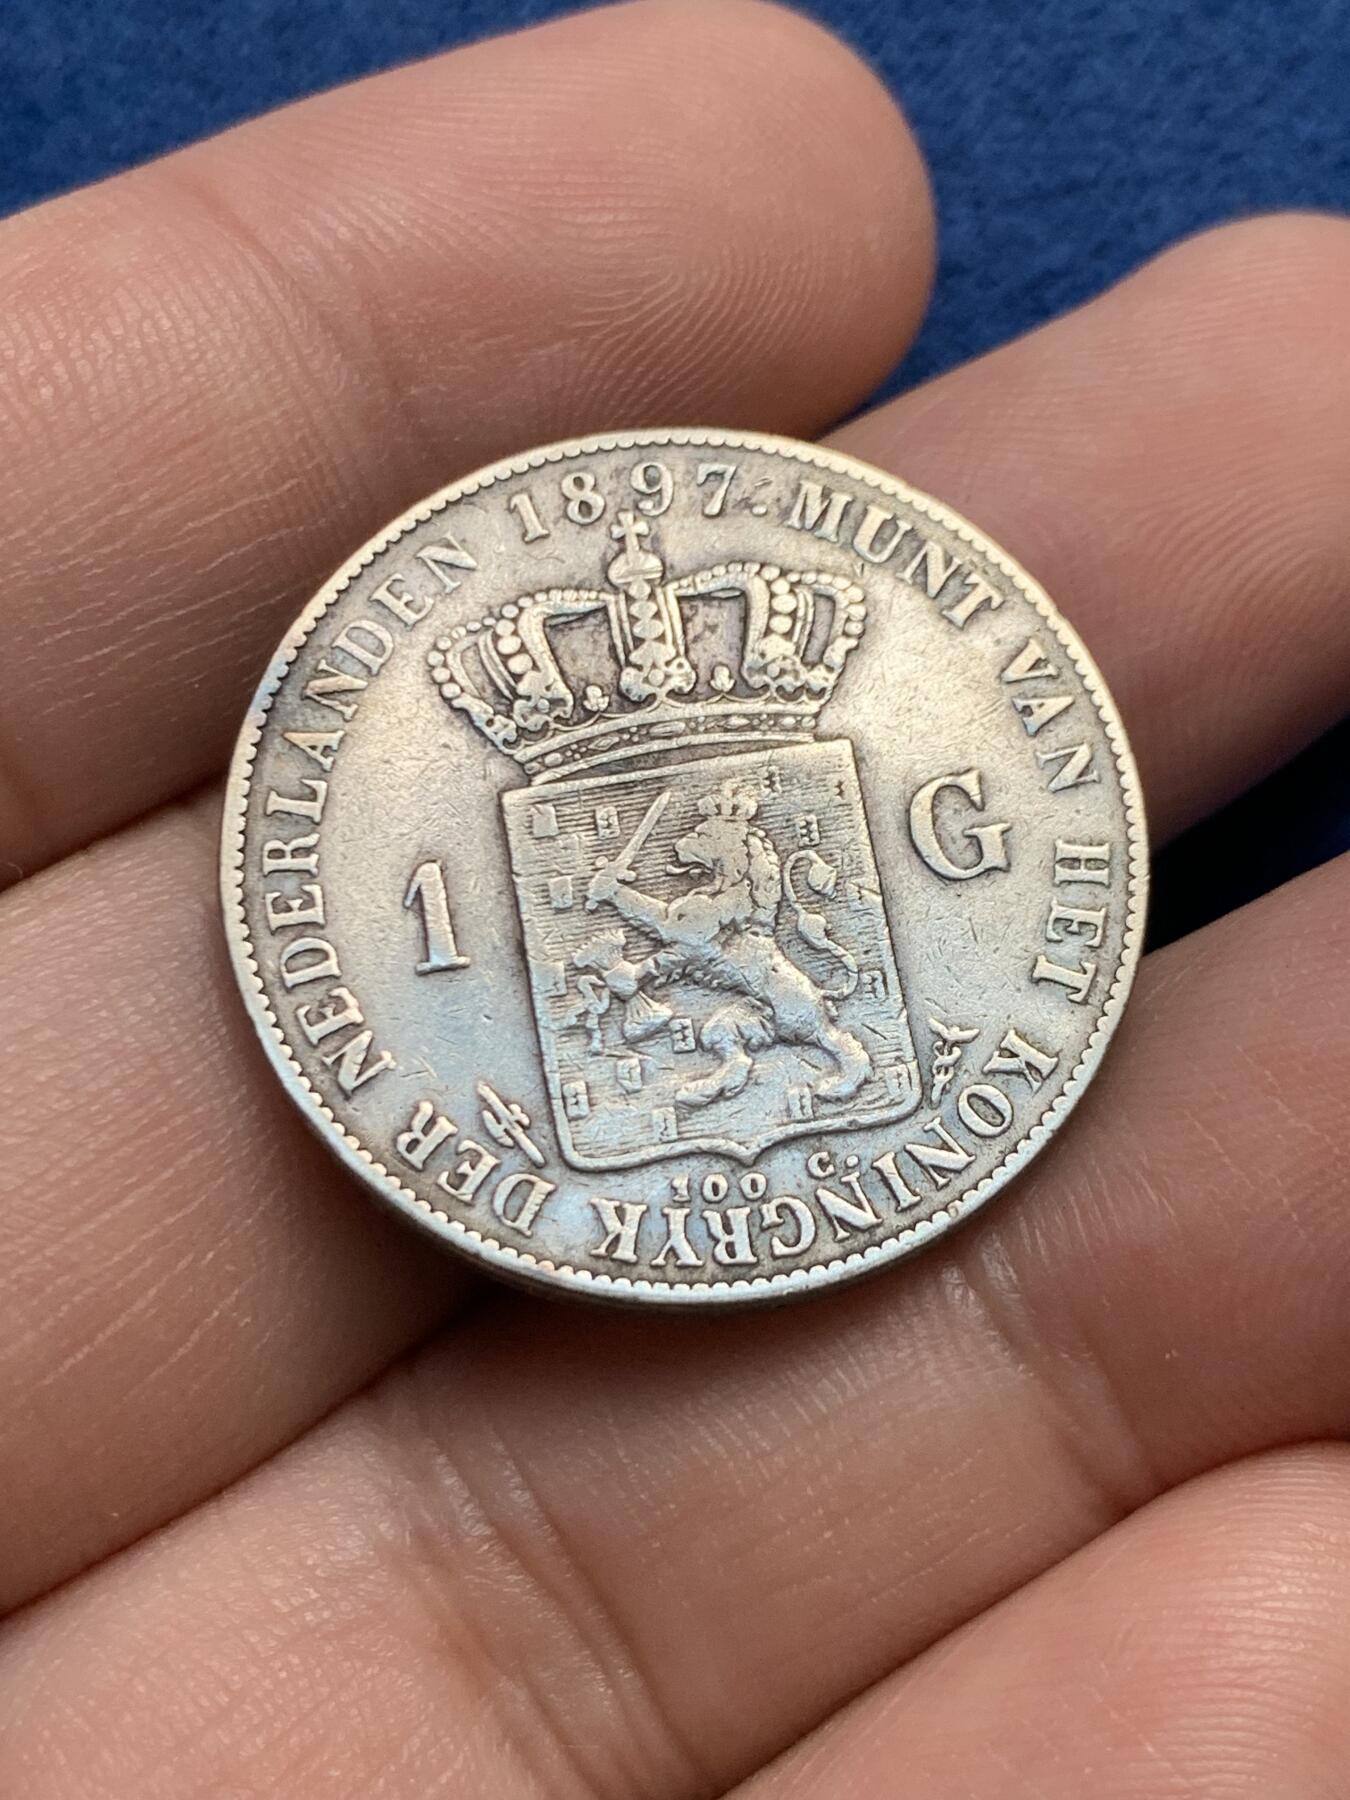 MUNT VAN HET KONINGRYK DER NEDERLANDEN 1897.
1 G
100 C.